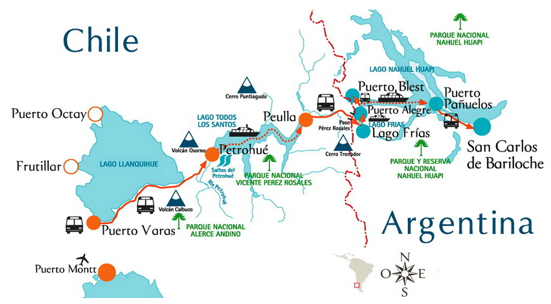 Chile
PARQUE NACIONAL
NAHUEL HUAPI
LAGO NAHUEL HUAPI
Cerro Puntiagudo
Puerto Blest
Puerto
Pañuelos
Puerto Octay
LAGO TODOS
LOS SANTOS
Peulla
Puerto Alegre
LAGO FRIAS
Paso
Pérez Rosales
Lago Frías
San Carlos
de Bariloche
Volcán Osorno
Petrohué
Cerro Tronador
Frutillar
LAGO LLANQUIHUE
Saltos del
Petrohué
PARQUE NACIONAL
VICENTE PEREZ ROSALES
PARQUE Y RESERVA
NACIONAL
NAHUEL HUAPI
Río Petrohué
Volcán Calbuco
Puerto Varas
PARQUE NACIONAL
ALERCE ANDINO
Argentina
Puerto Montt
N
O
E
S